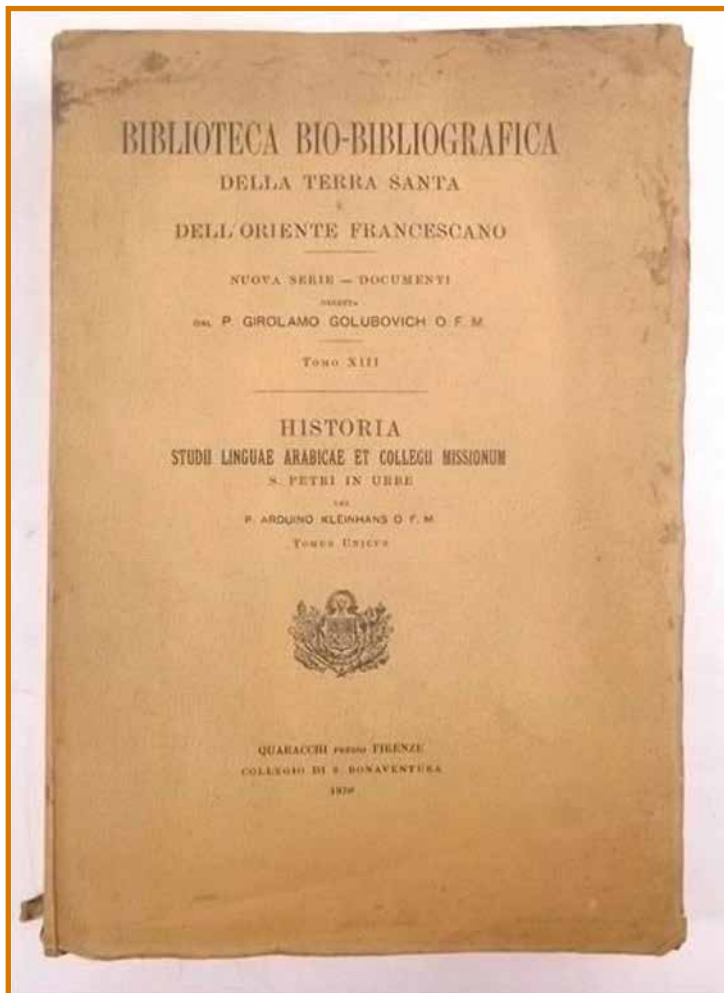 BIBLIOTECA BIO-BIBLIOGRAFICA
DELLA TERRA SANTA
E
DELL'ORIENTE FRANCESCANO
NUOVA SERIE — DOCUMENTI
DIRETTA
DAL P. GIROLAMO GOLUBOVICH O. F. M.
TOMO XIII
HISTORIA
STUDII LINGUAE ARABICAE ET COLLEGII MISSIONUM
S. PETRI IN URBE
P. ARDUINO KLEINHANS O. F. M.
TOMUS UNICUS
QUARACCHI PRESSO FIRENZE
COLLEGIO DI S. BONAVENTURA